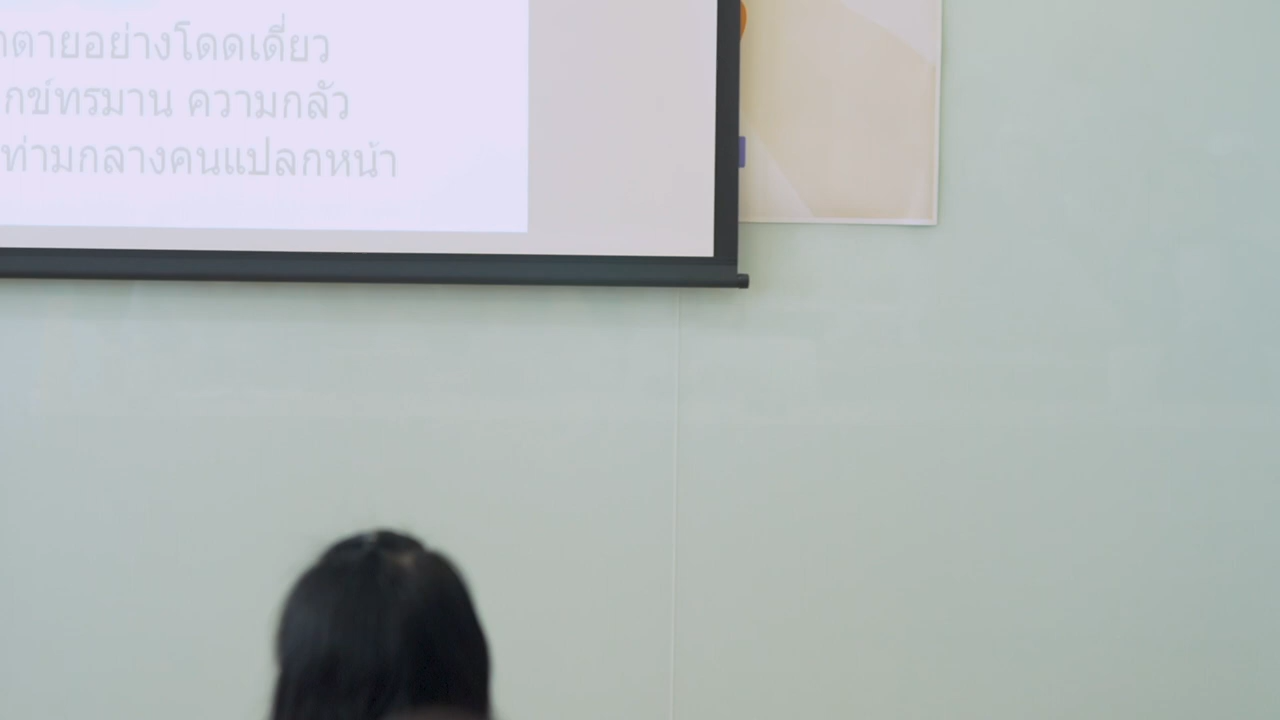 ตายอย่างโดดเดี่ยว
กข์ทรมาน ความกลัว
ท่ามกลางคนแปลกหน้า